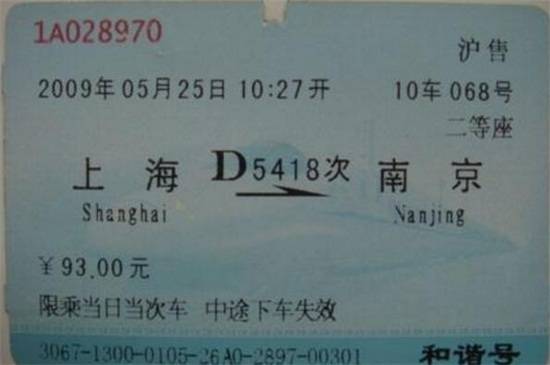 1A028970 沪售
2009年05月25日10:27开 10车068号
二等座
上海 D5418次 南京
Shanghai Nanjing
¥93.00元
限乘当日当次车 中途下车失效
3067-1300-0105-26A0-2897-00301 和谐号